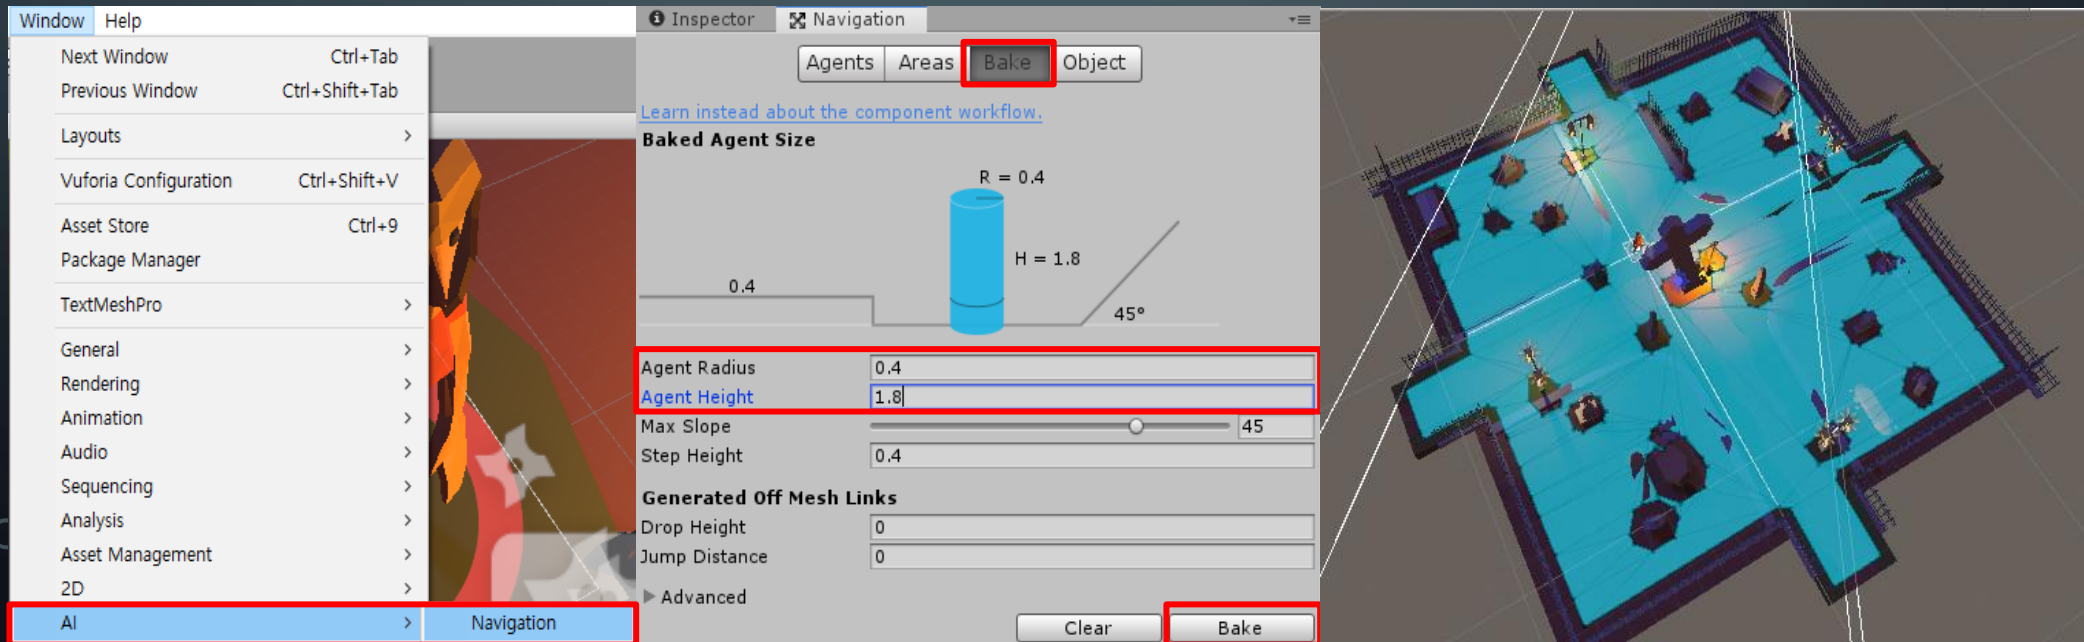 Window Help
Next Window Ctrl+Tab
Previous Window Ctrl+Shift+Tab
Layouts >
Vuforia Configuration Ctrl+Shift+V
Asset Store Ctrl+9
Package Manager
TextMeshPro >
General >
Rendering >
Animation >
Audio >
Sequencing >
Analysis >
Asset Management >
2D >
AI > Navigation
Inspector Navigation
Agents Areas Bake Object
Learn instead about the component workflow.
Baked Agent Size
R = 0.4
H = 1.8
0.4
45°
Agent Radius 0.4
Agent Height 1.8
Max Slope 45
Step Height 0.4
Generated Off Mesh Links
Drop Height 0
Jump Distance 0
Advanced
Clear Bake